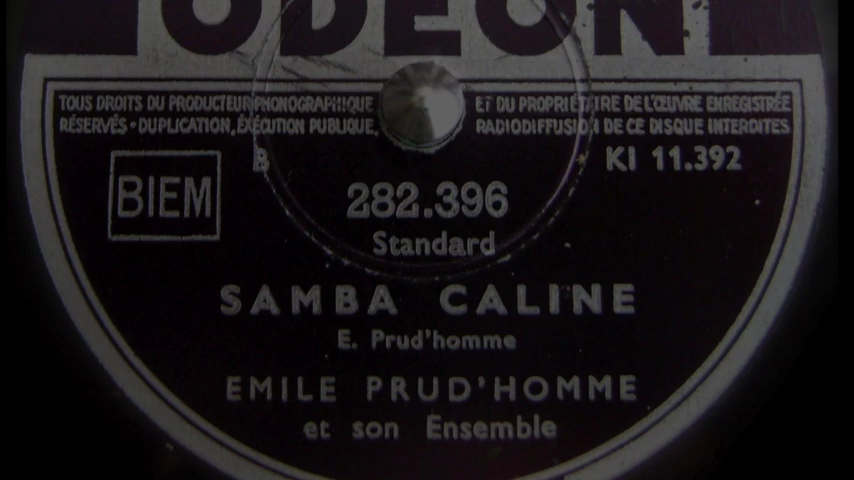 ODEON
TOUS DROITS DU PRODUCTEUR PHONOGRAPHIQUE ET DU PROPRIÉTAIRE DE L'ŒUVRE ENREGISTRÉE
RÉSERVÉS • DUPLICATION, EXÉCUTION PUBLIQUE, RADIODIFFUSION DE CE DISQUE INTERDITES
B KI 11.392
BIEM 282.396
Standard
SAMBA CALINE
E. Prud'homme
EMILE PRUD'HOMME
et son Ensemble